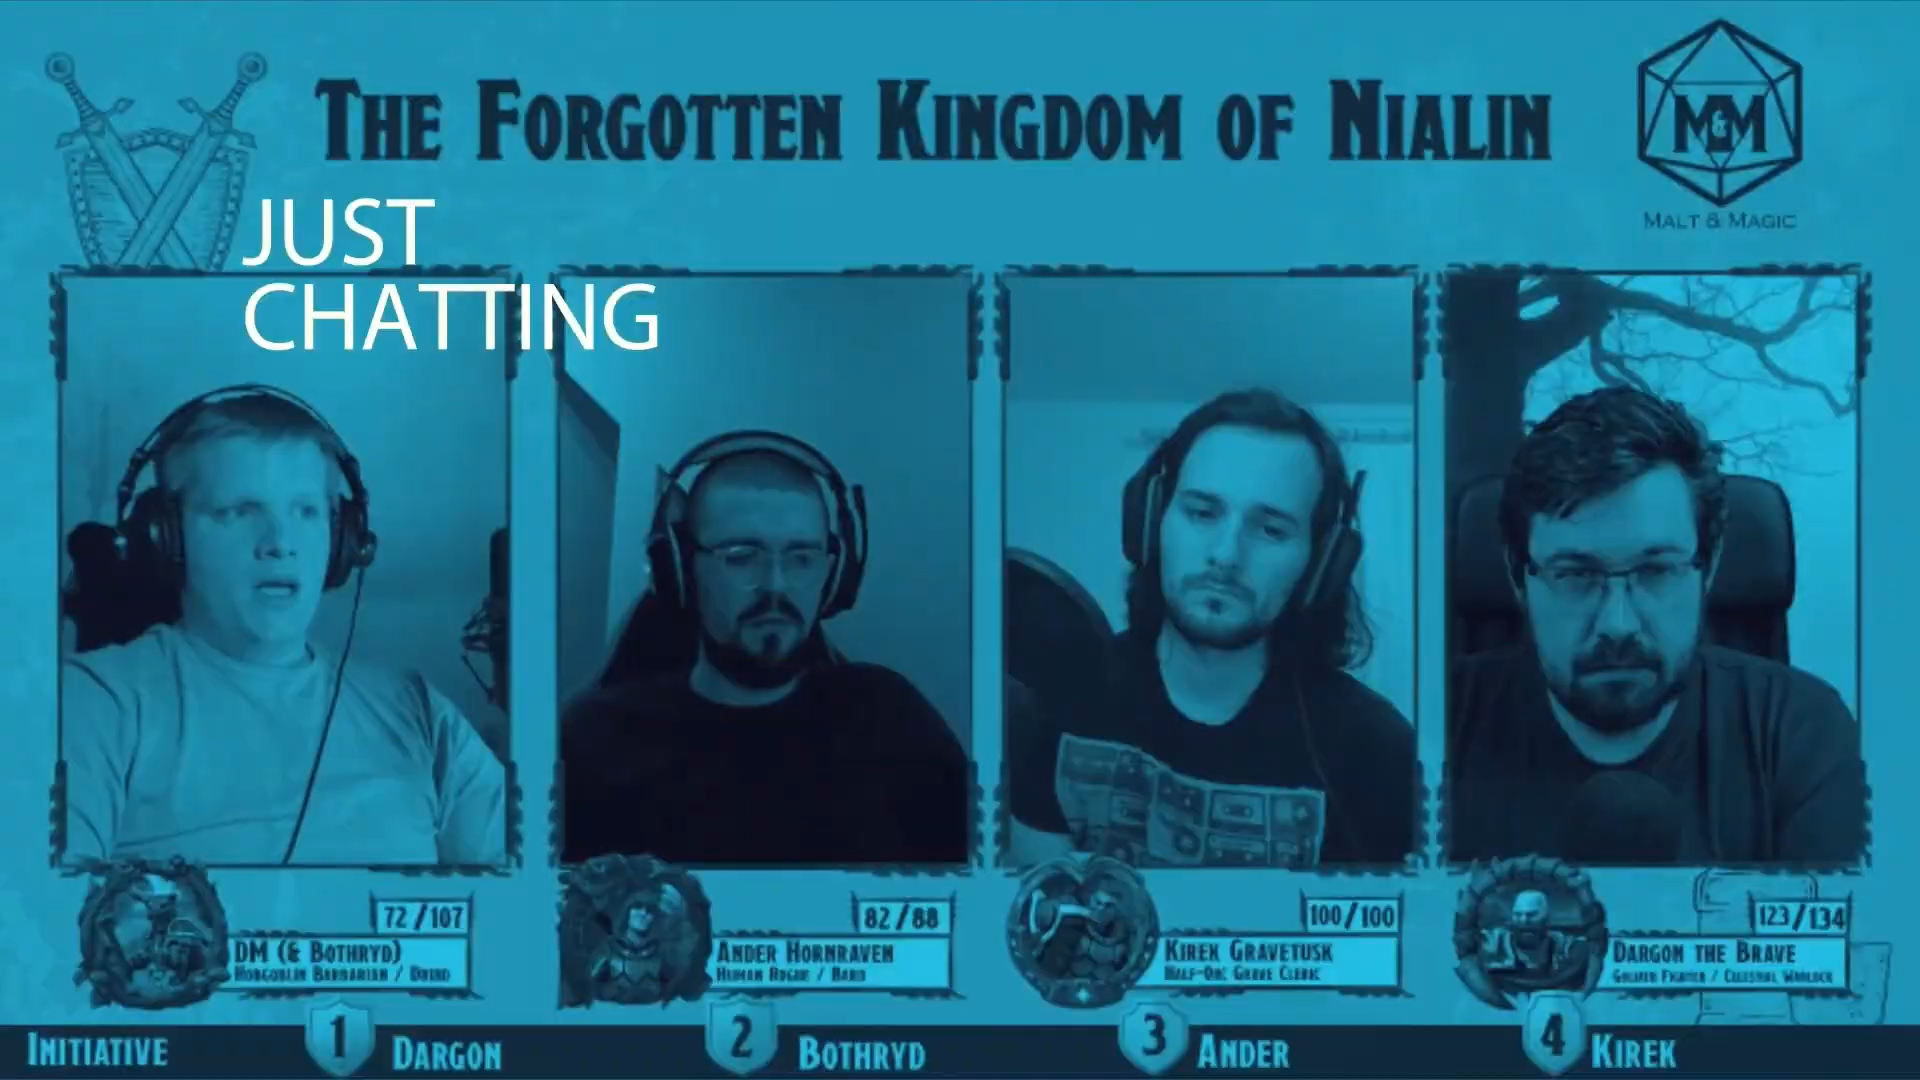 THE FORGOTTEN KINGDOM OF NIALIN
M&M
MALT & MAGIC
JUST
CHATTING
72/107
DM (& BOTHRYD)
HOBGOBLIN BARBARIAN / DRUID
82/88
ANDER HORNRAVEN
HUMAN ROGUE / BARD
100/100
KIREK GRAVETUSK
HALF-ORC GRAVE CLERIC
123/134
DARGON THE BRAVE
FIGHTER / CELESTIAL WARLOCK
INITIATIVE
1 DARGON
2 BOTHRYD
3 ANDER
4 KIREK